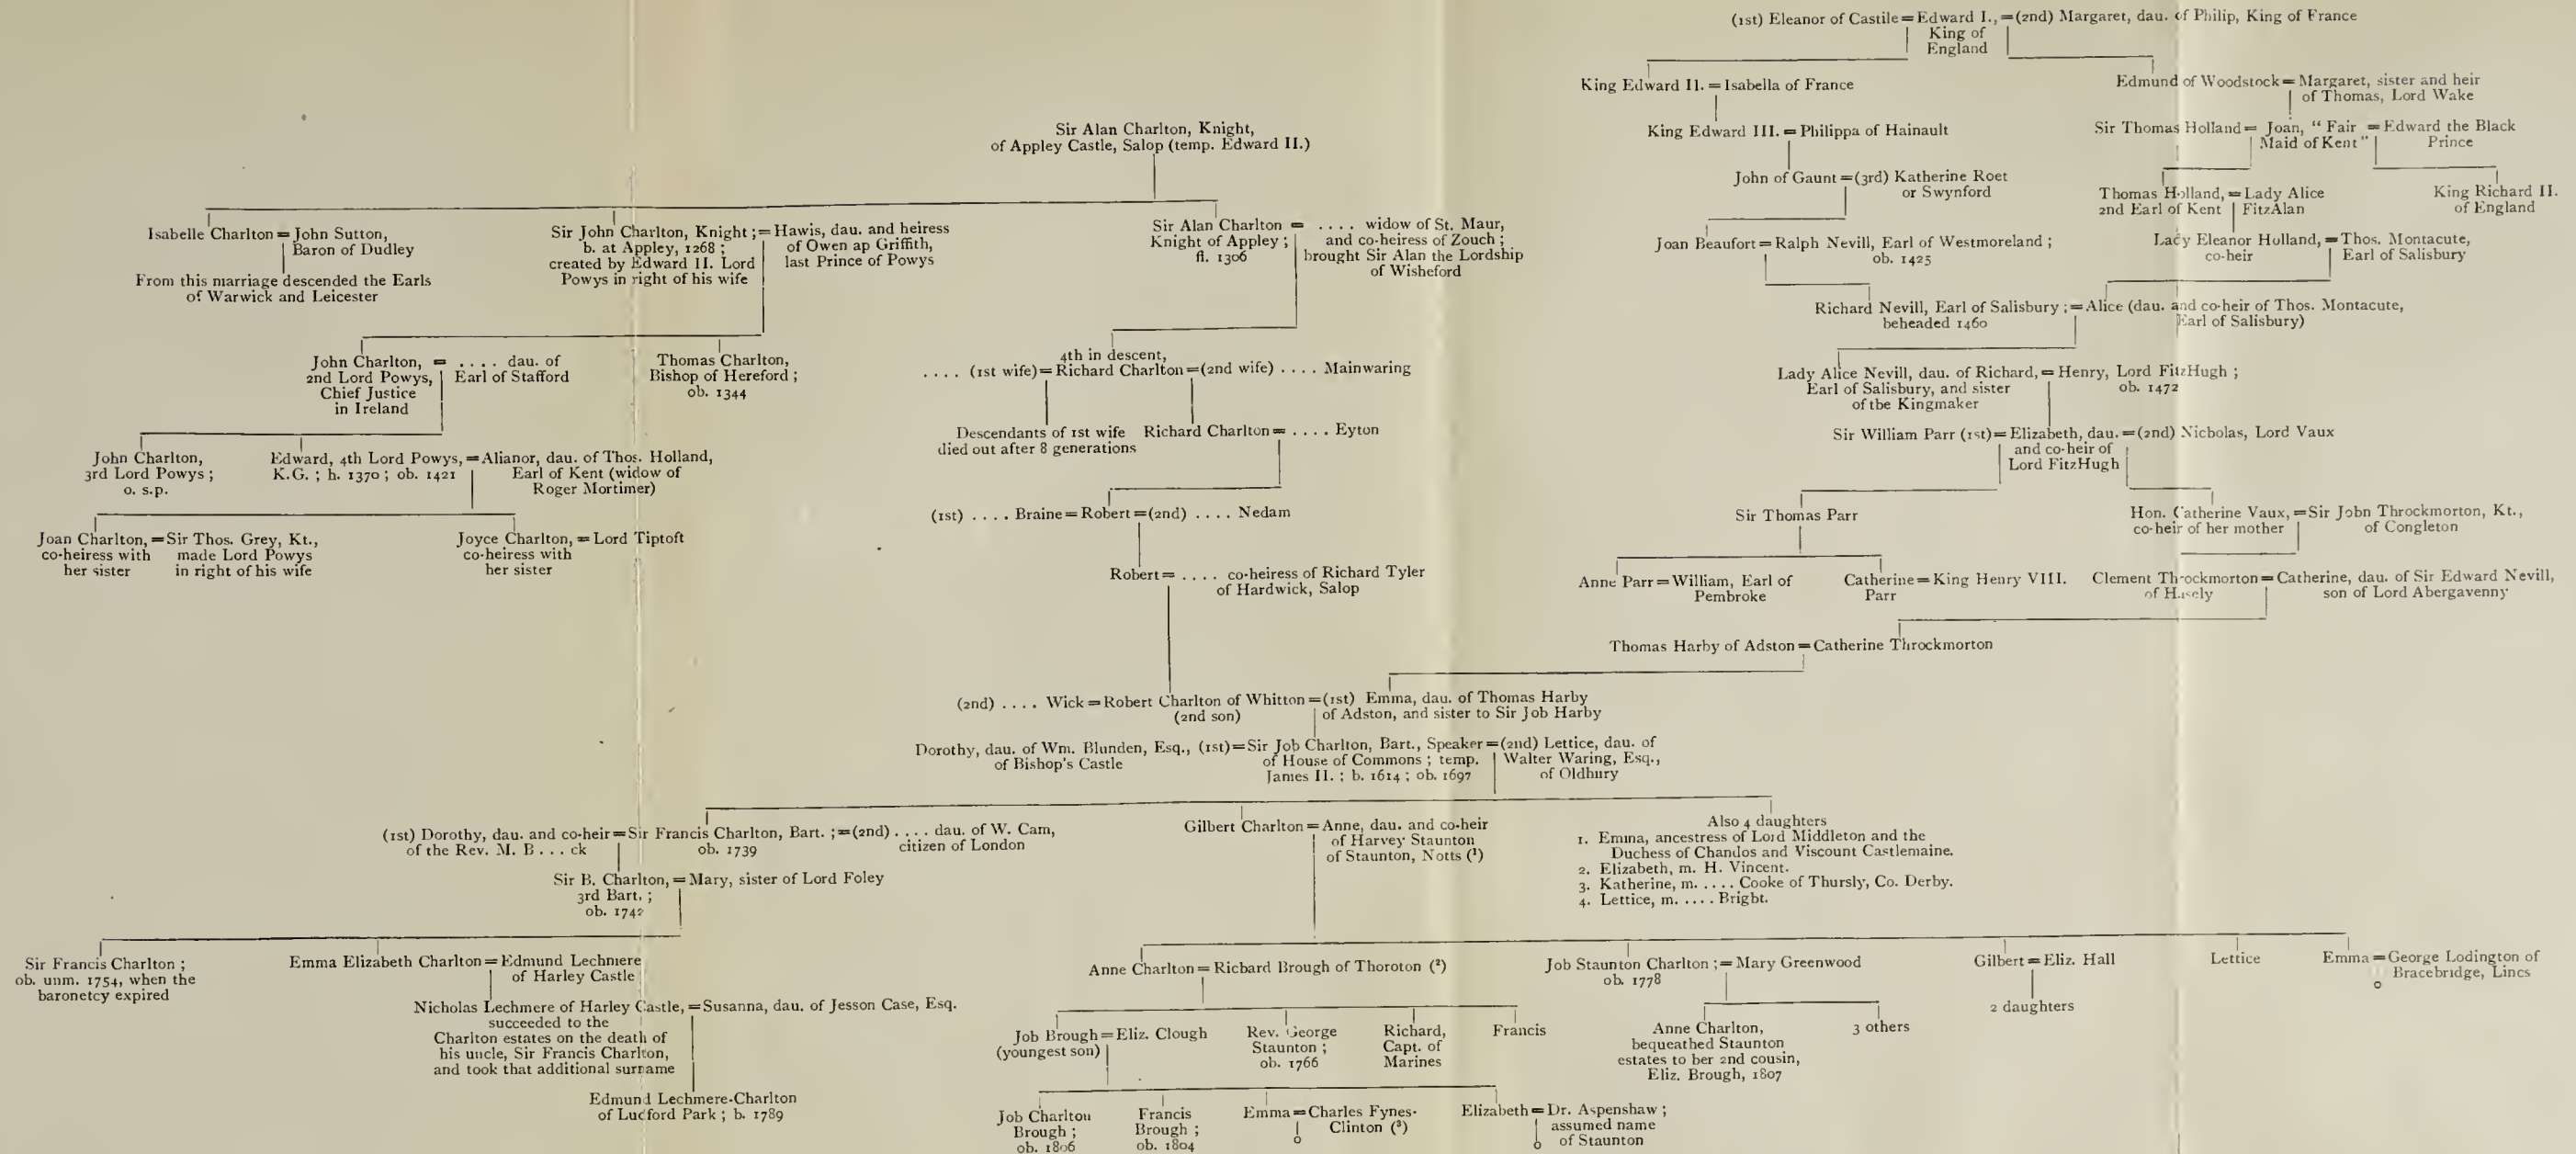 (1st) Eleanor of Castile = Edward I., = (2nd) Margaret, dau. of Philip, King of France
King of
England
King Edward II. = Isabella of France
Edmund of Woodstock = Margaret, sister and heir
of Thomas, Lord Wake
Sir Alan Charlton, Knight,
of Appley Castle, Salop (temp. Edward II.)
King Edward III. = Philippa of Hainault
Sir Thomas Holland = Joan, "Fair = Edward the Black
Maid of Kent" Prince
John of Gaunt = (3rd) Katherine Roet
or Swynford
Thomas Holland, = Lady Alice
2nd Earl of Kent FitzAlan
King Richard II.
of England
Isabelle Charlton = John Sutton,
Baron of Dudley
From this marriage descended the Earls
of Warwick and Leicester
Sir John Charlton, Knight ; = Hawis, dau. and heiress
b. at Appley, 1268 ; of Owen ap Griffith,
created by Edward II. Lord last Prince of Powys
Powys in right of his wife
Sir Alan Charlton = .... widow of St. Maur,
Knight of Appley ; and co-heiress of Zouch ;
fl. 1306 brought Sir Alan the Lordship
of Wisheford
Joan Beaufort = Ralph Nevill, Earl of Westmoreland ;
ob. 1425
Lady Eleanor Holland, = Thos. Montacute,
co-heir Earl of Salisbury
Richard Nevill, Earl of Salisbury ; = Alice (dau. and co-heir of Thos. Montacute,
beheaded 1460 Earl of Salisbury)
John Charlton, = .... dau. of
2nd Lord Powys, Earl of Stafford
Chief Justice
in Ireland
Thomas Charlton,
Bishop of Hereford ;
ob. 1344
4th in descent,
.... (1st wife) = Richard Charlton = (2nd wife) .... Mainwaring
Lady Alice Nevill, dau. of Richard, = Henry, Lord FitzHugh ;
Earl of Salisbury, and sister ob. 1472
of the Kingmaker
Descendants of 1st wife
died out after 8 generations
Richard Charlton = .... Eyton
Sir William Parr (1st) = Elizabeth, dau. = (2nd) Nicholas, Lord Vaux
and co-heir of
Lord FitzHugh
John Charlton,
3rd Lord Powys ;
o. s.p.
Edward, 4th Lord Powys, = Alianor, dau. of Thos. Holland,
K.G. ; h. 1370 ; ob. 1421 Earl of Kent (widow of
Roger Mortimer)
(1st) .... Braine = Robert = (2nd) .... Nedam
Sir Thomas Parr
Hon. Catherine Vaux, = Sir John Throckmorton, Kt.,
co-heir of her mother of Congleton
Joan Charlton, = Sir Thos. Grey, Kt.,
co-heiress with made Lord Powys
her sister in right of his wife
Joyce Charlton, = Lord Tiptoft
co-heiress with
her sister
Robert = .... co-heiress of Richard Tyler
of Hardwick, Salop
Anne Parr = William, Earl of
Pembroke
Catherine = King Henry VIII.
Parr
Clement Throckmorton = Catherine, dau. of Sir Edward Nevill,
of Hasely son of Lord Abergavenny
Thomas Harby of Adston = Catherine Throckmorton
(2nd) .... Wick = Robert Charlton of Whitton = (1st) Emma, dau. of Thomas Harby
(2nd son) of Adston, and sister to Sir Job Harby
Dorothy, dau. of Wm. Blunden, Esq., (1st) = Sir Job Charlton, Bart., Speaker = (2nd) Lettice, dau. of
of Bishop's Castle of House of Commons ; temp. Walter Waring, Esq.,
James II. ; b. 1614 ; ob. 1697 of Oldbury
(1st) Dorothy, dau. and co-heir = Sir Francis Charlton, Bart. ; = (2nd) .... dau. of W. Cam,
of the Rev. M. B...ck ob. 1739 citizen of London
Gilbert Charlton = Anne, dau. and co-heir
of Harvey Staunton
of Staunton, Notts (¹)
Also 4 daughters
1. Emma, ancestress of Lord Middleton and the
Duchess of Chandos and Viscount Castlemaine.
2. Elizabeth, m. H. Vincent.
3. Katherine, m. .... Cooke of Thursly, Co. Derby.
4. Lettice, m. .... Bright.
Sir B. Charlton, = Mary, sister of Lord Foley
3rd Bart. ;
ob. 1742
Sir Francis Charlton ;
ob. unm. 1754, when the
baronetcy expired
Emma Elizabeth Charlton = Edmund Lechmere
of Harley Castle
Anne Charlton = Richard Brough of Thoroton (²)
Job Staunton Charlton ; = Mary Greenwood
ob. 1778
Gilbert = Eliz. Hall
2 daughters
Lettice
Emma = George Lodington of
Bracebridge, Lincs
Nicholas Lechmere of Harley Castle, = Susanna, dau. of Jesson Case, Esq.
succeeded to the
Charlton estates on the death of
his uncle, Sir Francis Charlton,
and took that additional surname
Job Brough = Eliz. Clough
(youngest son)
Rev. George
Staunton ;
ob. 1766
Richard,
Capt. of
Marines
Francis
Anne Charlton,
bequeathed Staunton
estates to her 2nd cousin,
Eliz. Brough, 1807
3 others
Edmund Lechmere-Charlton
of Ludford Park ; b. 1789
Job Charlton
Brough ;
ob. 1806
Francis
Brough ;
ob. 1804
Emma = Charles Fynes-
Clinton (³)
Elizabeth = Dr. Aspenshaw ;
assumed name
of Staunton